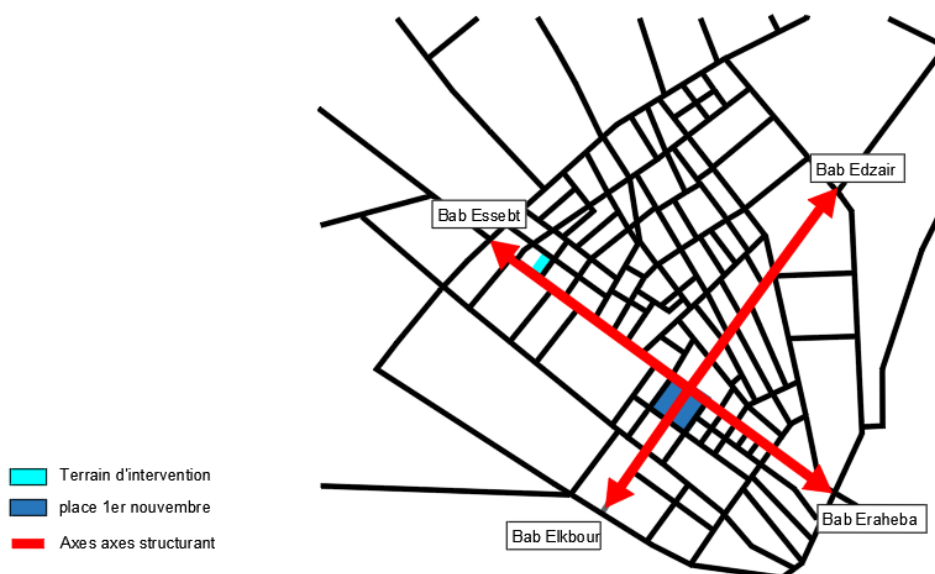 Bab Edzair
Bab Essebt
Terrain d'intervention
place 1er nouvembre
Axes axes structurant
Bab Elkbour
Bab Eraheba